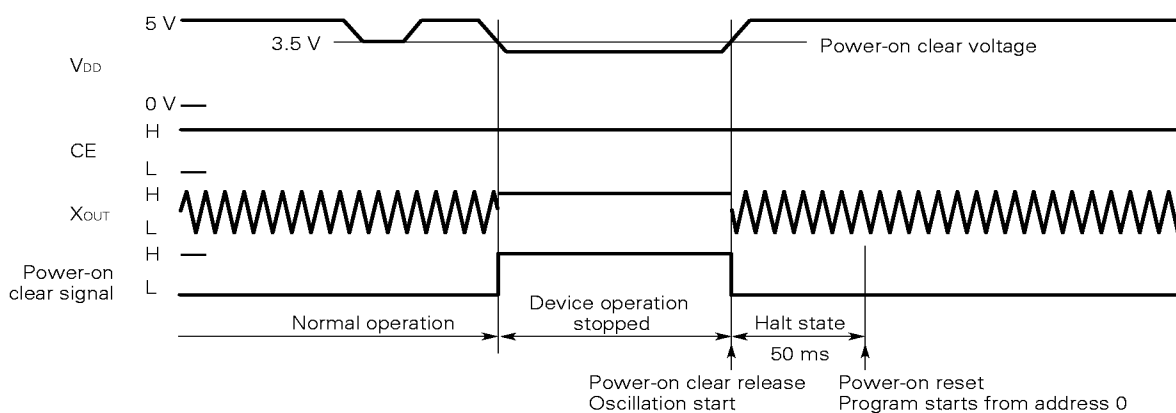 5 V
3.5 V
Power-on clear voltage
VDD
0 V
H
CE
L
H
XOUT
L
H
Power-on
clear signal
L
Normal operation
Device operation
stopped
Halt state
50 ms
Power-on clear release
Oscillation start
Power-on reset
Program starts from address 0